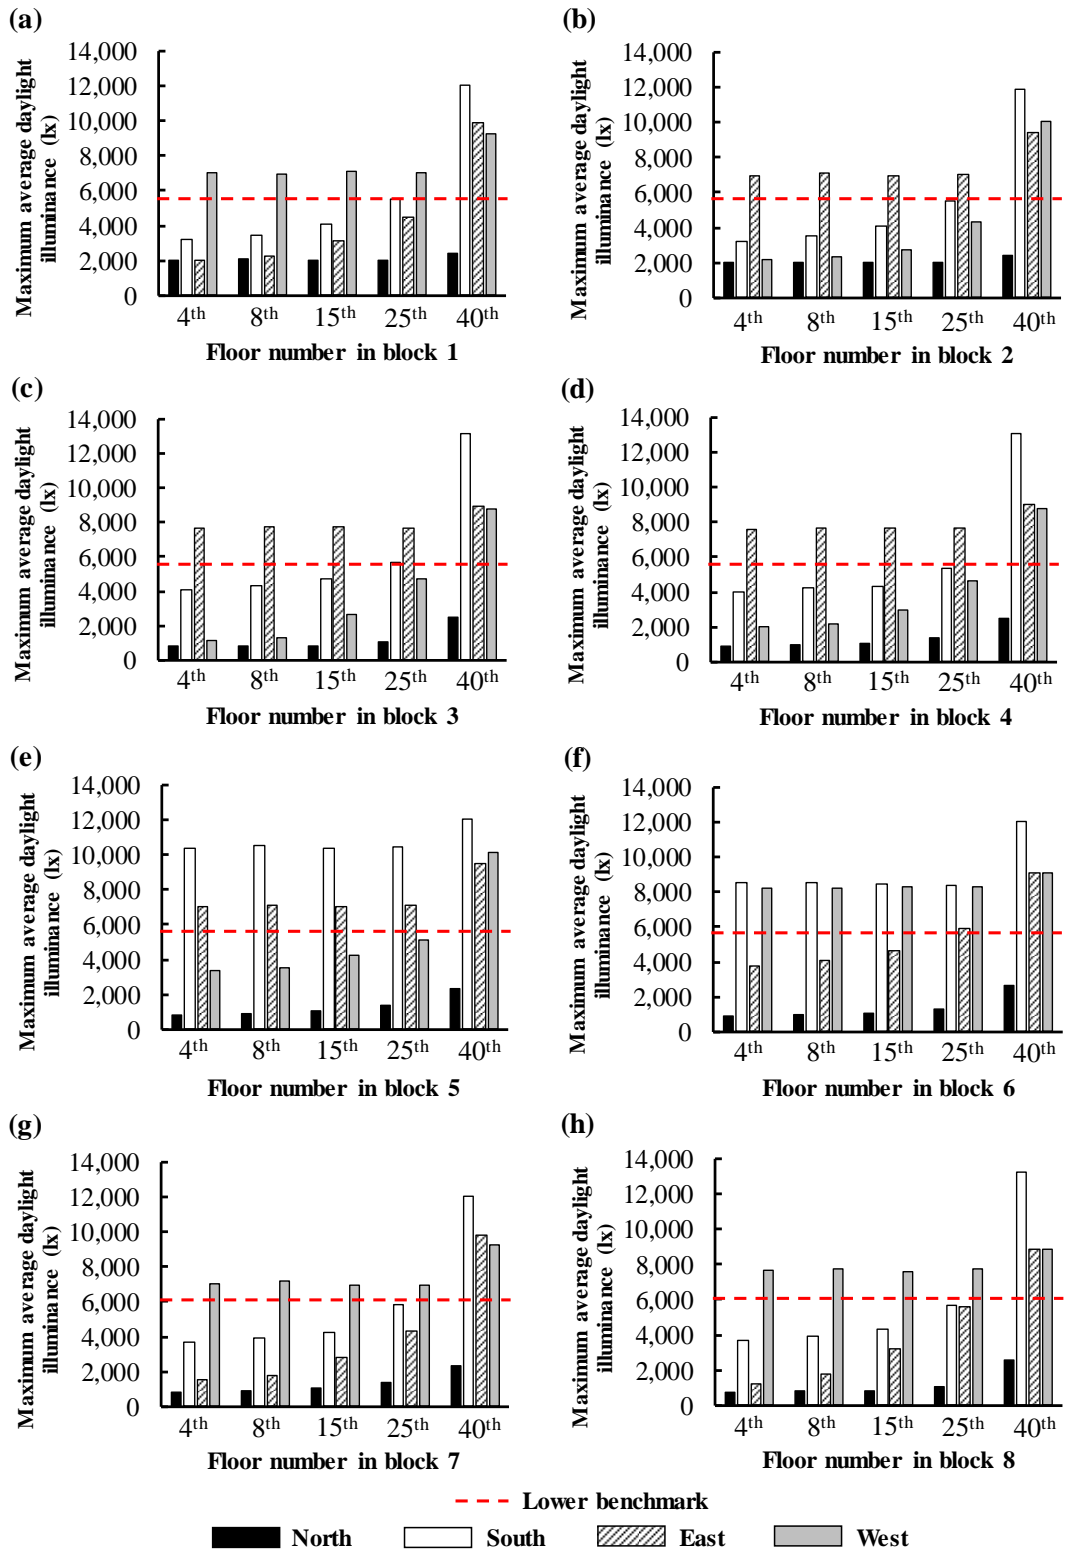 (a)
Maximum average daylight
illuminance (lx)
14,000
12,000
10,000
8,000
6,000
4,000
2,000
0
4th 8th 15th 25th 40th
Floor number in block 1
(b)
Maximum average daylight
illuminance (lx)
14,000
12,000
10,000
8,000
6,000
4,000
2,000
0
4th 8th 15th 25th 40th
Floor number in block 2
(c)
Maximum average daylight
illuminance (lx)
14,000
12,000
10,000
8,000
6,000
4,000
2,000
0
4th 8th 15th 25th 40th
Floor number in block 3
(d)
Maximum average daylight
illuminance (lx)
14,000
12,000
10,000
8,000
6,000
4,000
2,000
0
4th 8th 15th 25th 40th
Floor number in block 4
(e)
Maximum average daylight
illuminance (lx)
14,000
12,000
10,000
8,000
6,000
4,000
2,000
0
4th 8th 15th 25th 40th
Floor number in block 5
(f)
Maximum average daylight
illuminance (lx)
14,000
12,000
10,000
8,000
6,000
4,000
2,000
0
4th 8th 15th 25th 40th
Floor number in block 6
(g)
Maximum average daylight
illuminance (lx)
14,000
12,000
10,000
8,000
6,000
4,000
2,000
0
4th 8th 15th 25th 40th
Floor number in block 7
(h)
Maximum average daylight
illuminance (lx)
14,000
12,000
10,000
8,000
6,000
4,000
2,000
0
4th 8th 15th 25th 40th
Floor number in block 8
Lower benchmark
North South East West